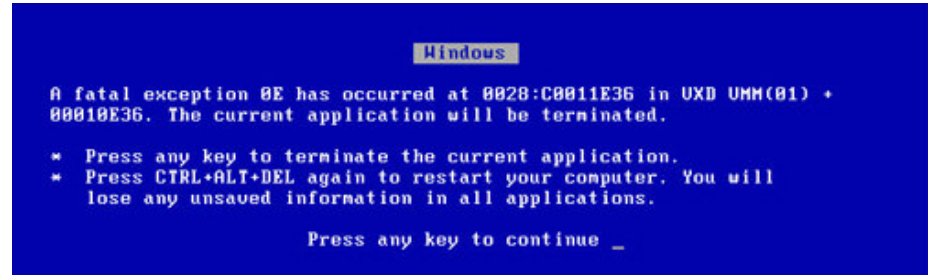 Windows
A fatal exception 0E has occurred at 0028:C0011E36 in VXD VMM(01) +
00010E36. The current application will be terminated.
* Press any key to terminate the current application.
* Press CTRL+ALT+DEL again to restart your computer. You will
lose any unsaved information in all applications.
Press any key to continue _